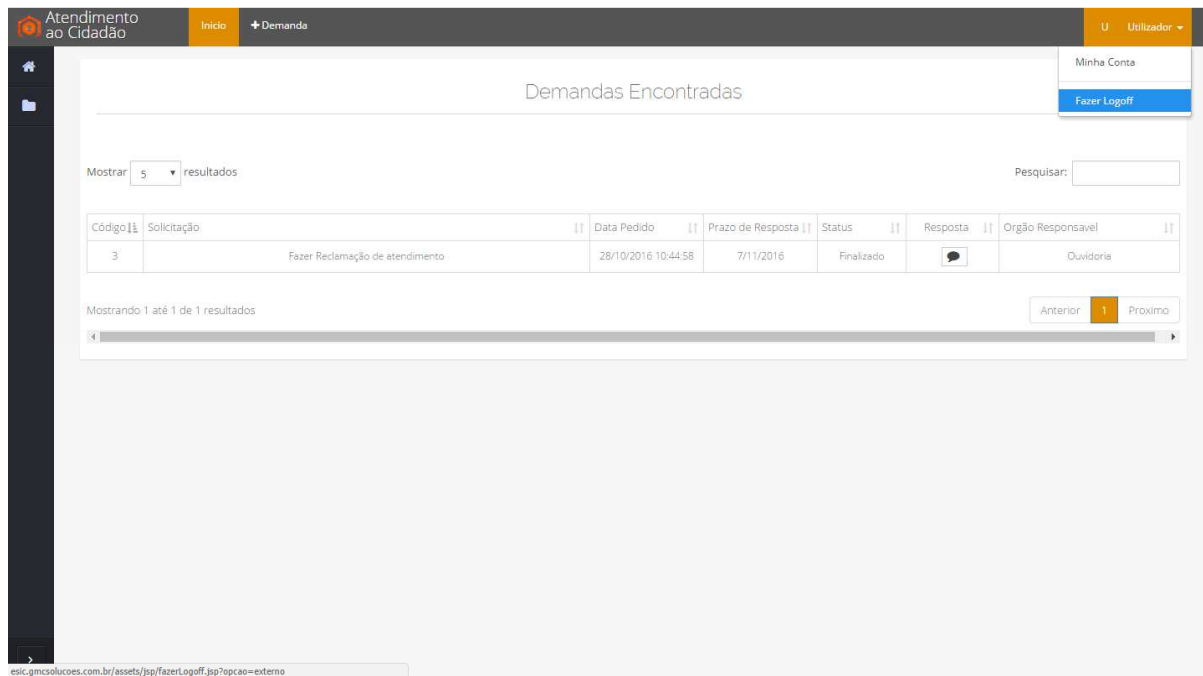 Atendimento
ao Cidadão
Inicio
+Demanda
U Utilizador
Minha Conta
Fazer Logoff
Demandas Encontradas
Mostrar 5 resultados
Pesquisar:
Código Solicitação Data Pedido Prazo de Resposta Status Resposta Orgão Responsavel
3 Fazer Reclamação de atendimento 28/10/2016 10:44:58 7/11/2016 Finalizado Ouvidoria
Mostrando 1 até 1 de 1 resultados
Anterior 1 Proximo
esic.gmcsolucoes.com.br/assets/jsp/fazerLogoff.jsp?opcao=externo